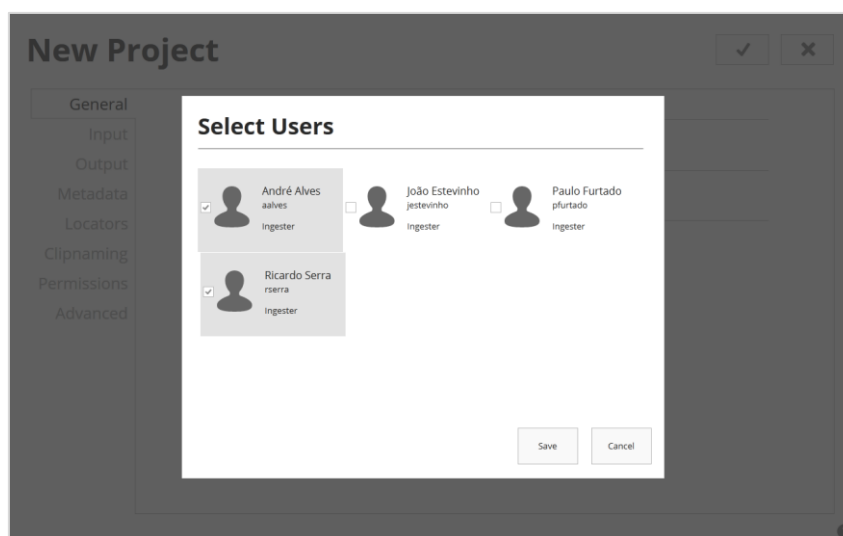 New Project
General
Input
Output
Metadata
Locators
Clipnaming
Permissions
Advanced
Select Users
André Alves
aalves
Ingester
João Estevinho
jestevinho
Ingester
Paulo Furtado
pfurtado
Ingester
Ricardo Serra
rserra
Ingester
Save
Cancel